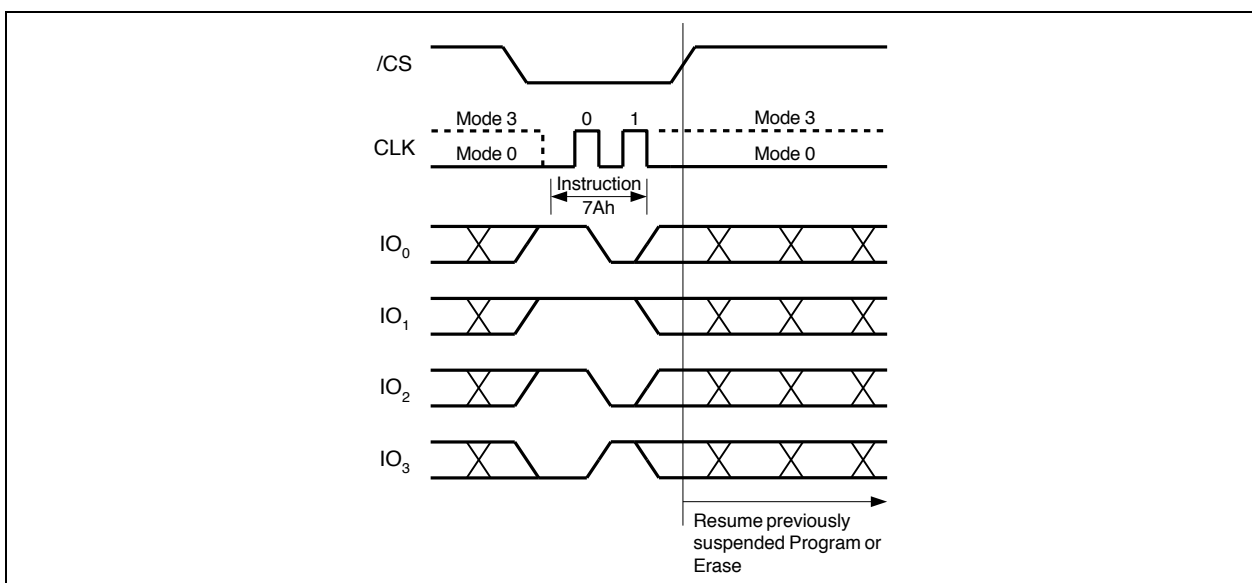 /CS
Mode 3
0
1
Mode 3
CLK
Mode 0
Mode 0
Instruction
7Ah
IO0
IO1
IO2
IO3
Resume previously
suspended Program or
Erase